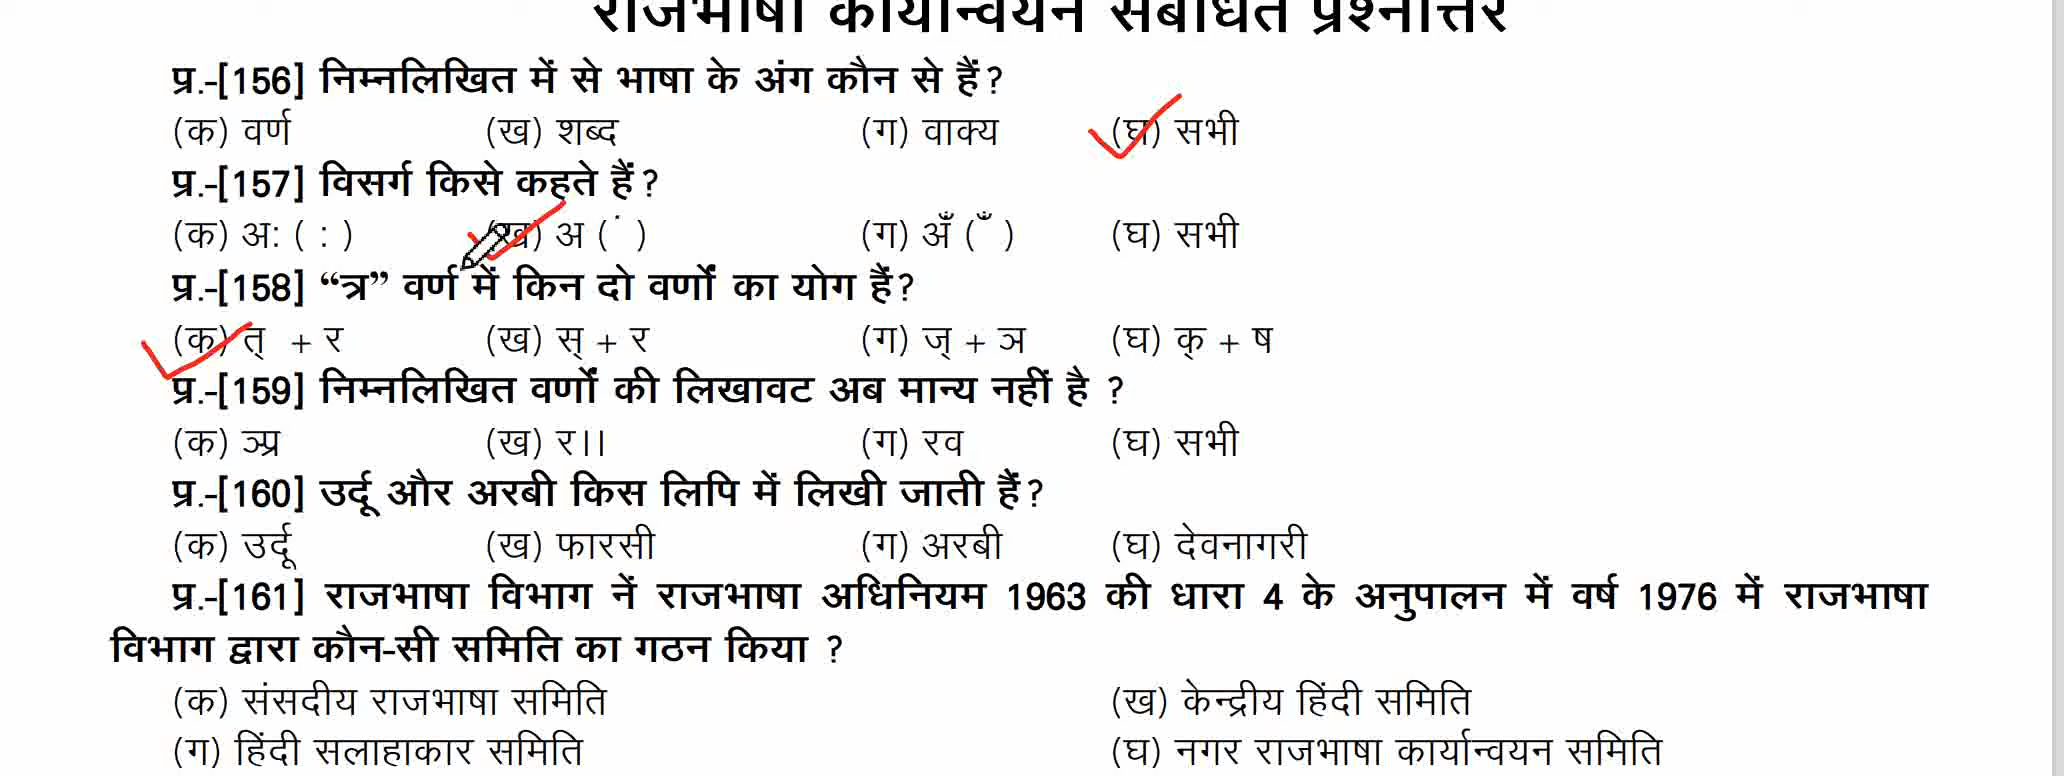 राजभाषा कार्यान्वयन संबंधित प्रश्नोत्तर
प्र.-[156] निम्नलिखित में से भाषा के अंग कौन से हैं?
(क) वर्ण (ख) शब्द (ग) वाक्य (घ) सभी
प्र.-[157] विसर्ग किसे कहते हैं?
(क) अ: ( : ) (ख) अ ( ं ) (ग) अँ ( ँ ) (घ) सभी
प्र.-[158] “त्र” वर्ण में किन दो वर्णों का योग हैं?
(क) त् + र (ख) स् + र (ग) ज् + ञ (घ) क् + ष
प्र.-[159] निम्नलिखित वर्णों की लिखावट अब मान्य नहीं है ?
(क) ञ्प्र (ख) र।। (ग) रव (घ) सभी
प्र.-[160] उर्दू और अरबी किस लिपि में लिखी जाती हैं?
(क) उर्दू (ख) फारसी (ग) अरबी (घ) देवनागरी
प्र.-[161] राजभाषा विभाग नें राजभाषा अधिनियम 1963 की धारा 4 के अनुपालन में वर्ष 1976 में राजभाषा
विभाग द्वारा कौन-सी समिति का गठन किया ?
(क) संसदीय राजभाषा समिति (ख) केन्द्रीय हिंदी समिति
(ग) हिंदी सलाहाकार समिति (घ) नगर राजभाषा कार्यान्वयन समिति